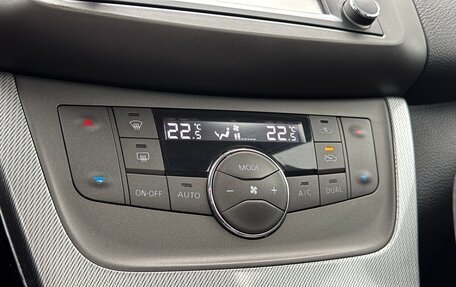 22.5°C 22.5°C
MODE
ON·OFF AUTO - + A/C DUAL